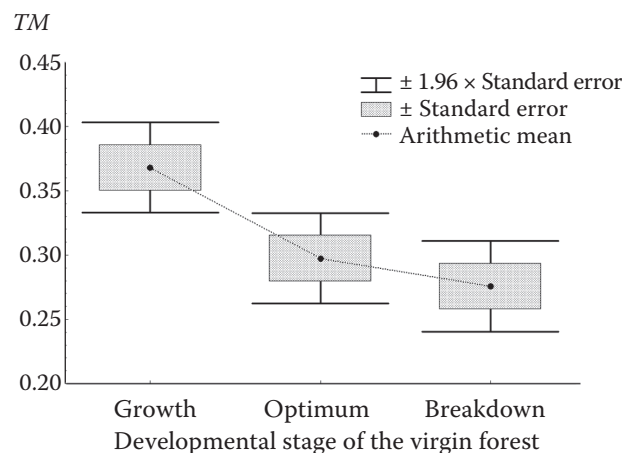 TM
0.45
± 1.96 × Standard error
± Standard error
Arithmetic mean
0.40
0.35
0.30
0.25
0.20
Growth Optimum Breakdown
Developmental stage of the virgin forest